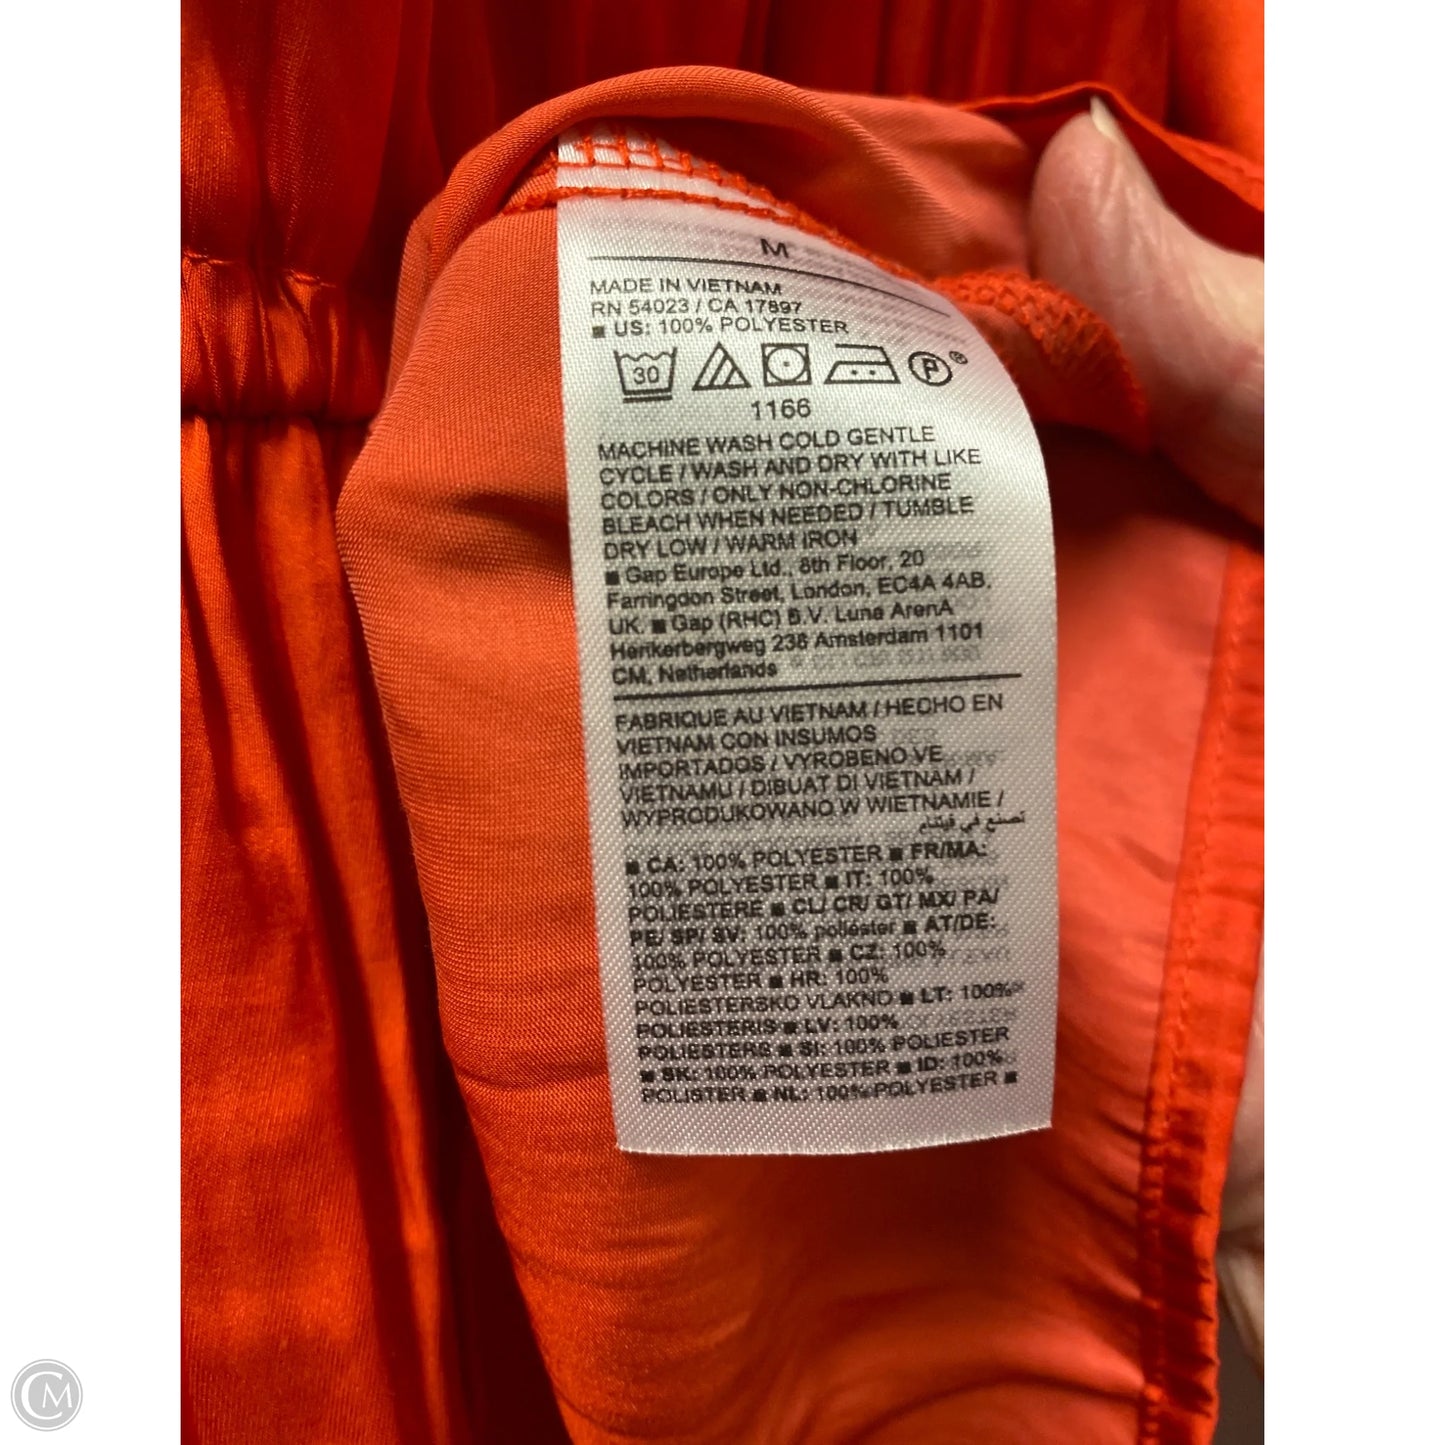 M
MADE IN VIETNAM
RN 54023 / CA 17897
■ US: 100% POLYESTER
30 P ®
1166
MACHINE WASH COLD GENTLE
CYCLE / WASH AND DRY WITH LIKE
COLORS / ONLY NON-CHLORINE
BLEACH WHEN NEEDED / TUMBLE
DRY LOW / WARM IRON
■ Gap Europe Ltd., 8th Floor, 20
Farringdon Street, London, EC4A 4AB,
UK. ■ Gap (RHC) B.V. Luna ArenA
Herikerbergweg 238 Amsterdam 1101
CM, Netherlands
FABRIQUE AU VIETNAM / HECHO EN
VIETNAM CON INSUMOS
IMPORTADOS / VYROBENO VE
VIETNAMU / DIBUAT DI VIETNAM /
WYPRODUKOWANO W WIETNAMIE /
تصنع في فيتنام
■ CA: 100% POLYESTER ■ FR/MA:
100% POLYESTER ■ IT: 100%
POLIESTERE ■ CL/ CR/ GT/ MX/ PA/
PE/ SP/ SV: 100% poliéster ■ AT/DE:
100% POLYESTER ■ CZ: 100%
POLYESTER ■ HR: 100%
POLIESTERSKO VLAKNO ■ LT: 100%
POLIESTERIS ■ LV: 100%
POLIESTERS ■ SI: 100% POLIESTER
■ SK: 100% POLYESTER ■ ID: 100%
POLISTER ■ NL: 100% POLYESTER ■
CM